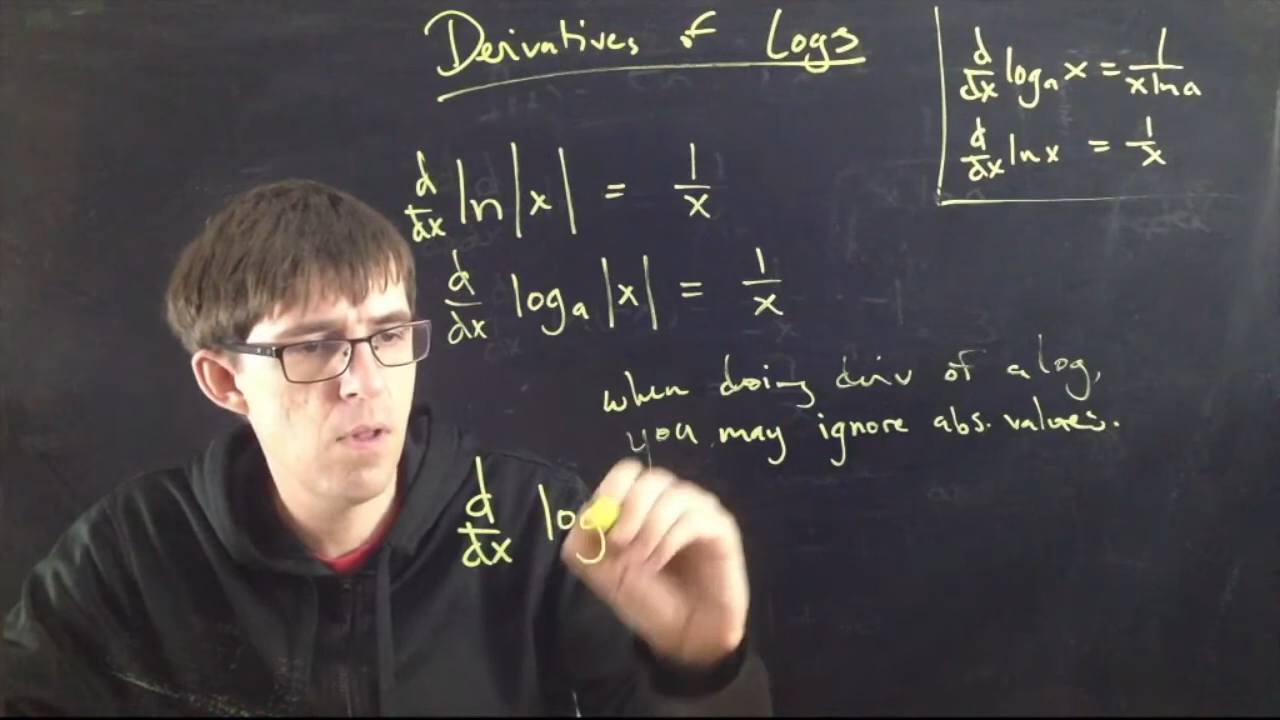 Derivatives of Logs
d/dx log_a x = 1/(x ln a)
d/dx ln x = 1/x
d/dx ln|x| = 1/x
d/dx log_a |x| = 1/x
when doing deriv of a log,
you may ignore abs. values.
d/dx log